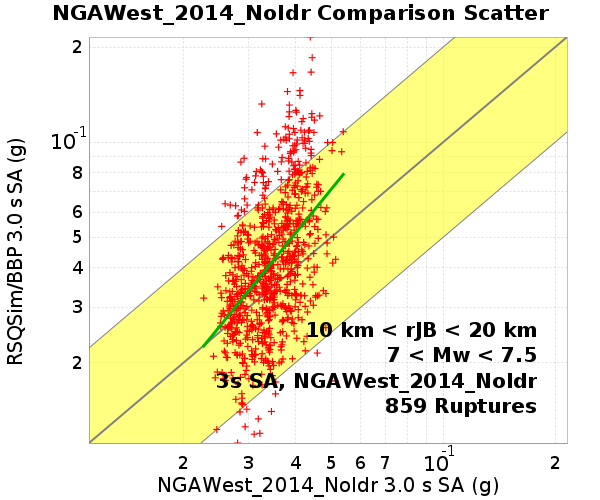 NGAWest_2014_NoIdr Comparison Scatter
RSQSim/BBP 3.0 s SA (g)
2
10⁻¹
8
6
5
4
3
2
10 km < rJB < 20 km
7 < Mw < 7.5
3s SA, NGAWest_2014_NoIdr
859 Ruptures
2 3 4 5 6 7 10⁻¹ 2
NGAWest_2014_NoIdr 3.0 s SA (g)